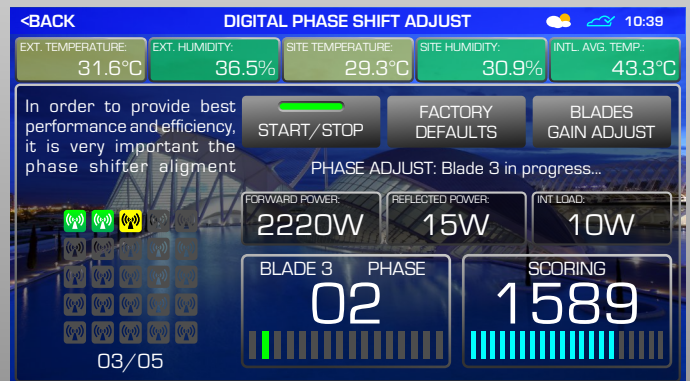 <BACK
DIGITAL PHASE SHIFT ADJUST
10:39
EXT. TEMPERATURE:
31.6°C
EXT. HUMIDITY:
36.5%
SITE TEMPERATURE:
29.3°C
SITE HUMIDITY:
30.9%
INTL. AVG. TEMP.:
43.3°C
In order to provide best
performance and efficiency,
it is very important the
phase shifter aligment
START/STOP
FACTORY
DEFAULTS
BLADES
GAIN ADJUST
PHASE ADJUST: Blade 3 in progress...
FORWARD POWER:
2220W
REFLECTED POWER:
15W
INT LOAD:
10W
BLADE 3 PHASE
02
SCORING
1589
03/05